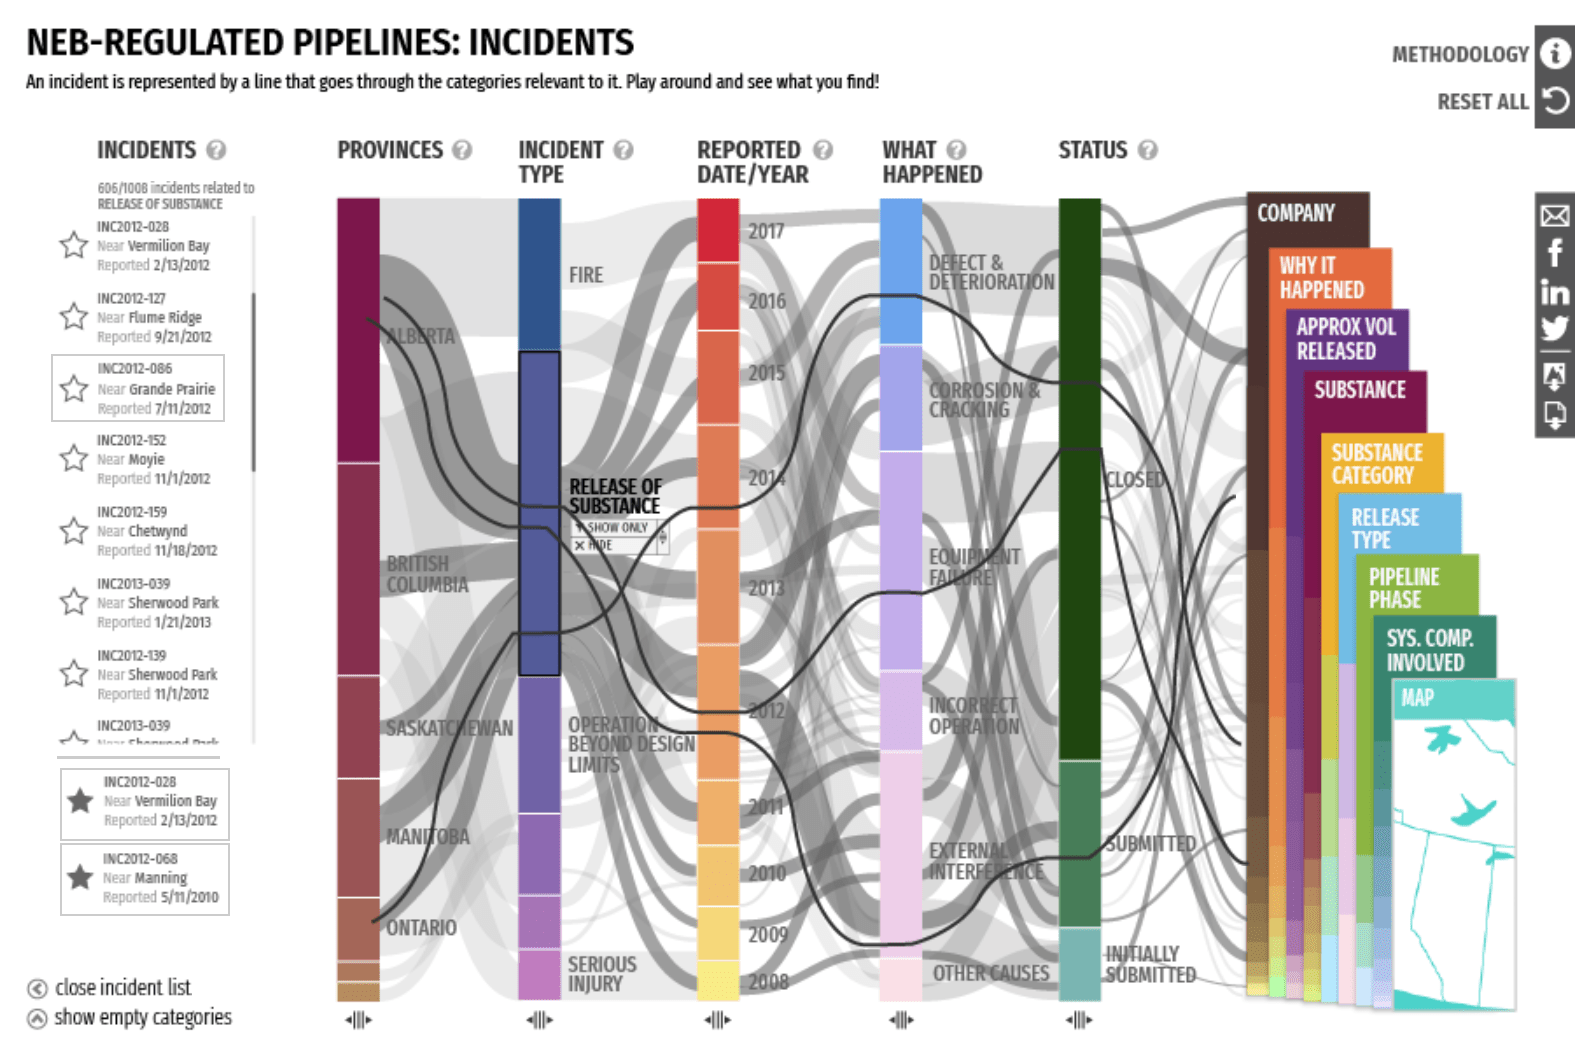 NEB-REGULATED PIPELINES: INCIDENTS
An incident is represented by a line that goes through the categories relevant to it. Play around and see what you find!
METHODOLOGY
RESET ALL
INCIDENTS
606/1008 incidents related to
RELEASE OF SUBSTANCE
INC2012-028
Near Vermilion Bay
Reported 2/13/2012
INC2012-127
Near Flume Ridge
Reported 9/21/2012
INC2012-086
Near Grande Prairie
Reported 7/11/2012
INC2012-152
Near Moyie
Reported 11/1/2012
INC2012-159
Near Chetwynd
Reported 11/18/2012
INC2013-039
Near Sherwood Park
Reported 1/21/2013
INC2012-139
Near Sherwood Park
Reported 11/1/2012
INC2013-039
Near Sherwood Park
INC2012-028
Near Vermilion Bay
Reported 2/13/2012
INC2012-068
Near Manning
Reported 5/11/2010
close incident list
show empty categories
PROVINCES
ALBERTA
BRITISH
COLUMBIA
SASKATCHEWAN
MANITOBA
ONTARIO
INCIDENT
TYPE
FIRE
RELEASE OF
SUBSTANCE
SHOW ONLY
HIDE
OPERATION
BEYOND DESIGN
LIMITS
SERIOUS
INJURY
REPORTED
DATE/YEAR
2017
2016
2015
2014
2013
2012
2011
2010
2009
2008
WHAT
HAPPENED
DEFECT &
DETERIORATION
CORROSION &
CRACKING
EQUIPMENT
FAILURE
INCORRECT
OPERATION
EXTERNAL
INTERFERENCE
OTHER CAUSES
STATUS
CLOSED
SUBMITTED
INITIALLY
SUBMITTED
COMPANY
WHY IT
HAPPENED
APPROX VOL
RELEASED
SUBSTANCE
SUBSTANCE
CATEGORY
RELEASE
TYPE
PIPELINE
PHASE
SYS. COMP.
INVOLVED
MAP